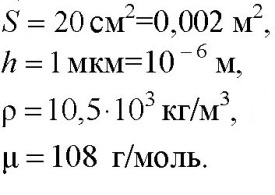 S = 20 см²=0,002 м²,
h = 1 мкм=10⁻⁶ м,
ρ = 10,5·10³ кг/м³,
μ = 108 г/моль.